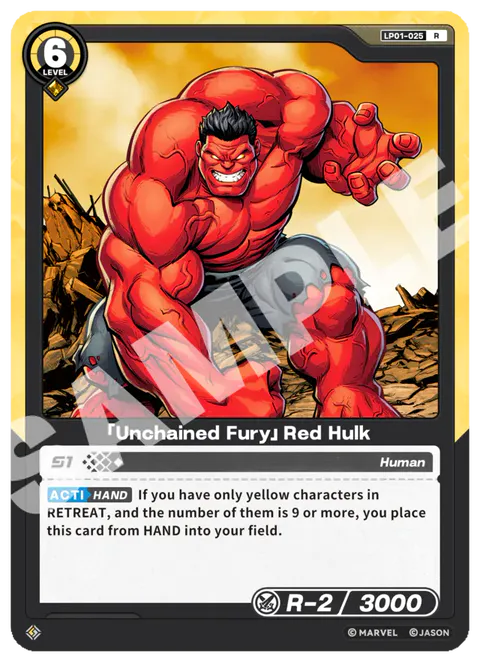 6
LEVEL
LP01-025 R
SAMPLE
「Unchained Fury」Red Hulk
S1
Human
ACTI HAND If you have only yellow characters in
RETREAT, and the number of them is 9 or more, you place
this card from HAND into your field.
R-2 / 3000
©MARVEL ©JASON